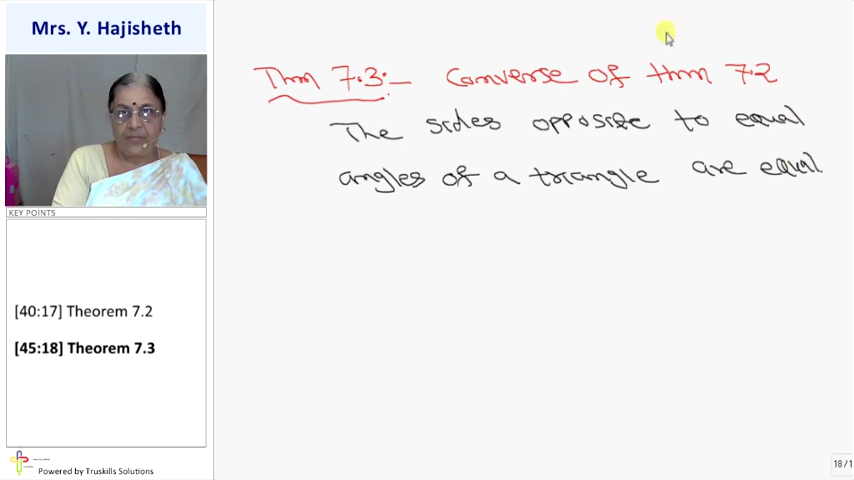 Mrs. Y. Hajisheth
Thm 7.3:- Converse of thm 7.2
The sides opposite to equal
angles of a triangle are equal
KEY POINTS
[40:17] Theorem 7.2
[45:18] Theorem 7.3
Powered by Truskills Solutions
18/1